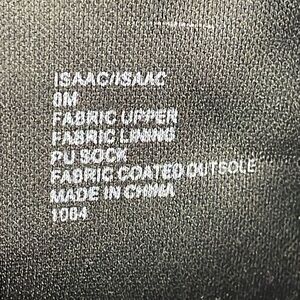 ISAAC/ISAAC
8M
FABRIC UPPER
FABRIC LINING
PU SOCK
FABRIC COATED OUTSOLE
MADE IN CHINA
1064